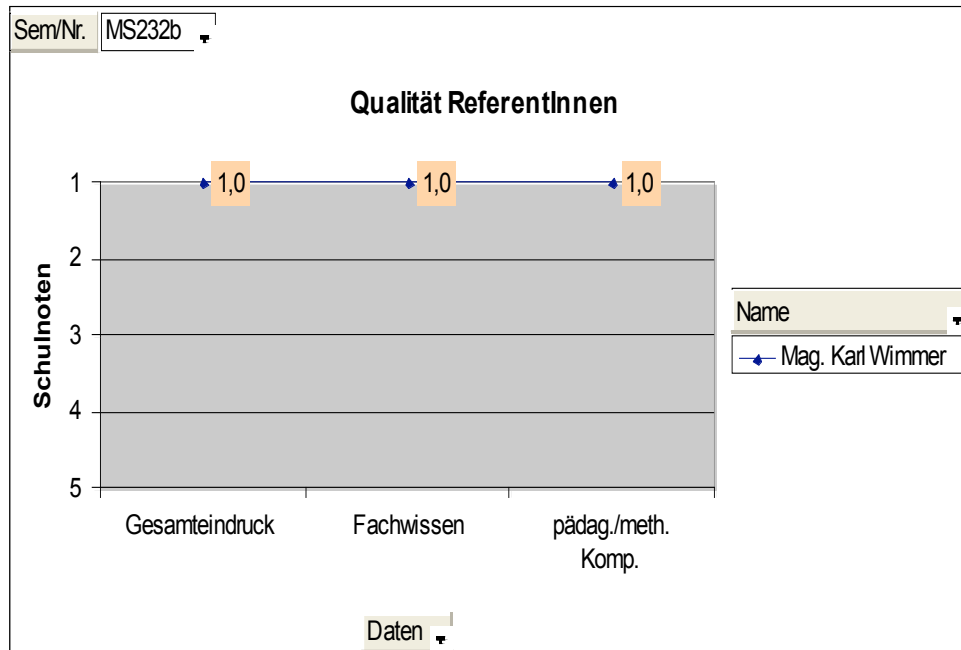 Sem/Nr. MS232b
Qualität ReferentInnen
1,0 1,0 1,0
1
2
3
4
5
Schulnoten
Gesamteindruck Fachwissen pädag./meth.
Komp.
Name
Mag. Karl Wimmer
Daten